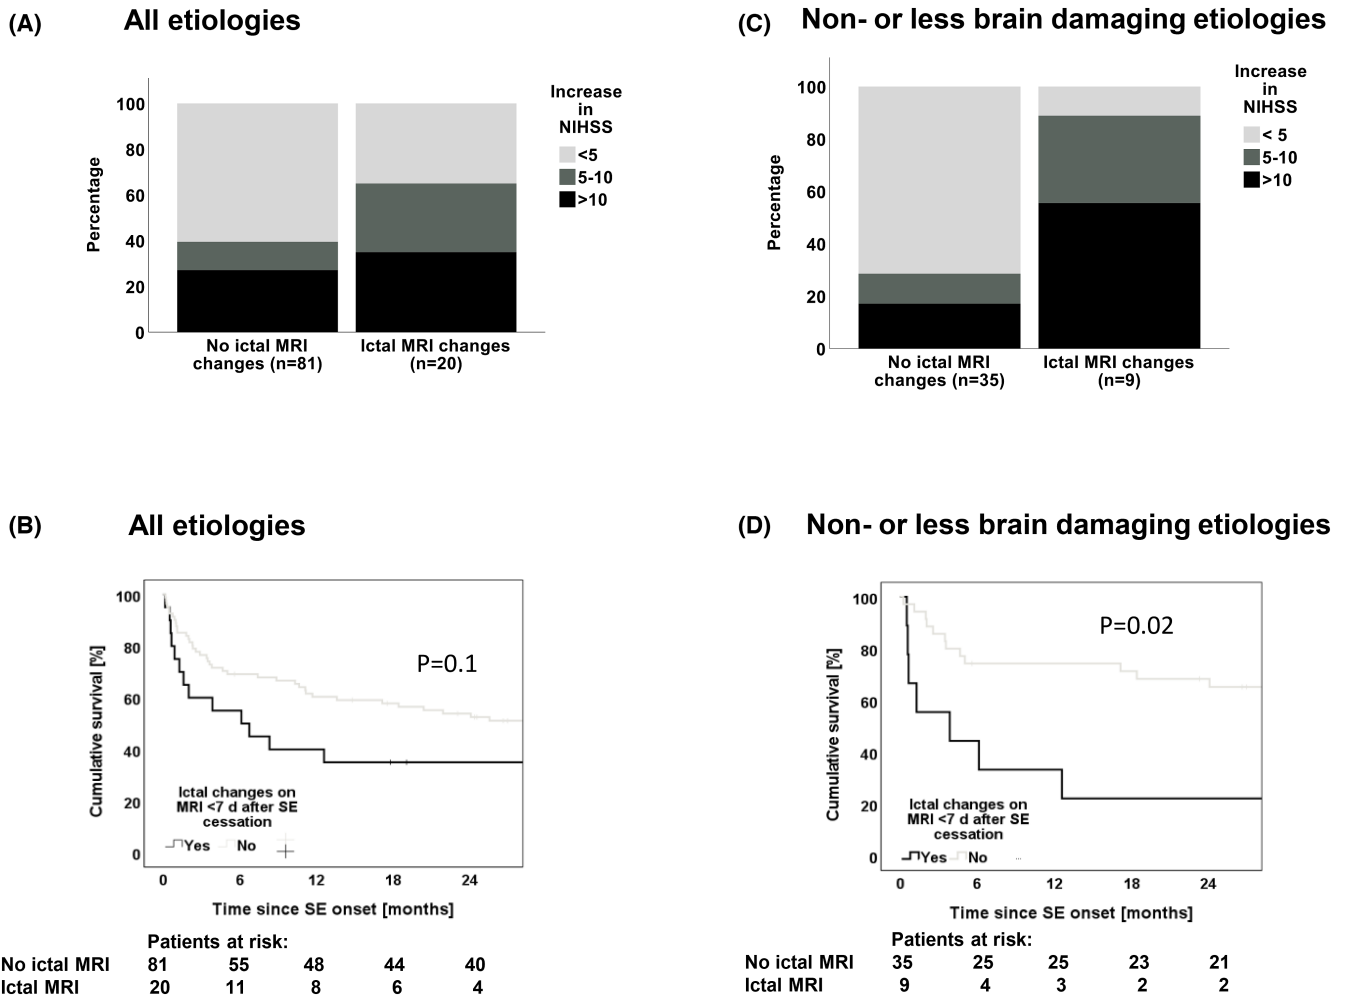 (A)
All etiologies
Percentage
100
80
60
40
20
0
No ictal MRI
changes (n=81)
Ictal MRI changes
(n=20)
Increase
in
NIHSS
<5
5-10
>10
(C)
Non- or less brain damaging etiologies
Percentage
100
80
60
40
20
0
No ictal MRI
changes (n=35)
Ictal MRI changes
(n=9)
Increase
in
NIHSS
< 5
5-10
>10
(B)
All etiologies
Cumulative survival [%]
100
80
60
40
20
0
P=0.1
Ictal changes on
MRI <7 d after SE
cessation
Yes No
0 6 12 18 24
Time since SE onset [months]
Patients at risk:
No ictal MRI 81 55 48 44 40
Ictal MRI 20 11 8 6 4
(D)
Non- or less brain damaging etiologies
Cumulative survival [%]
100
80
60
40
20
0
P=0.02
Ictal changes on
MRI <7 d after SE
cessation
Yes No
0 6 12 18 24
Time since SE onset [months]
Patients at risk:
No ictal MRI 35 25 25 23 21
Ictal MRI 9 4 3 2 2